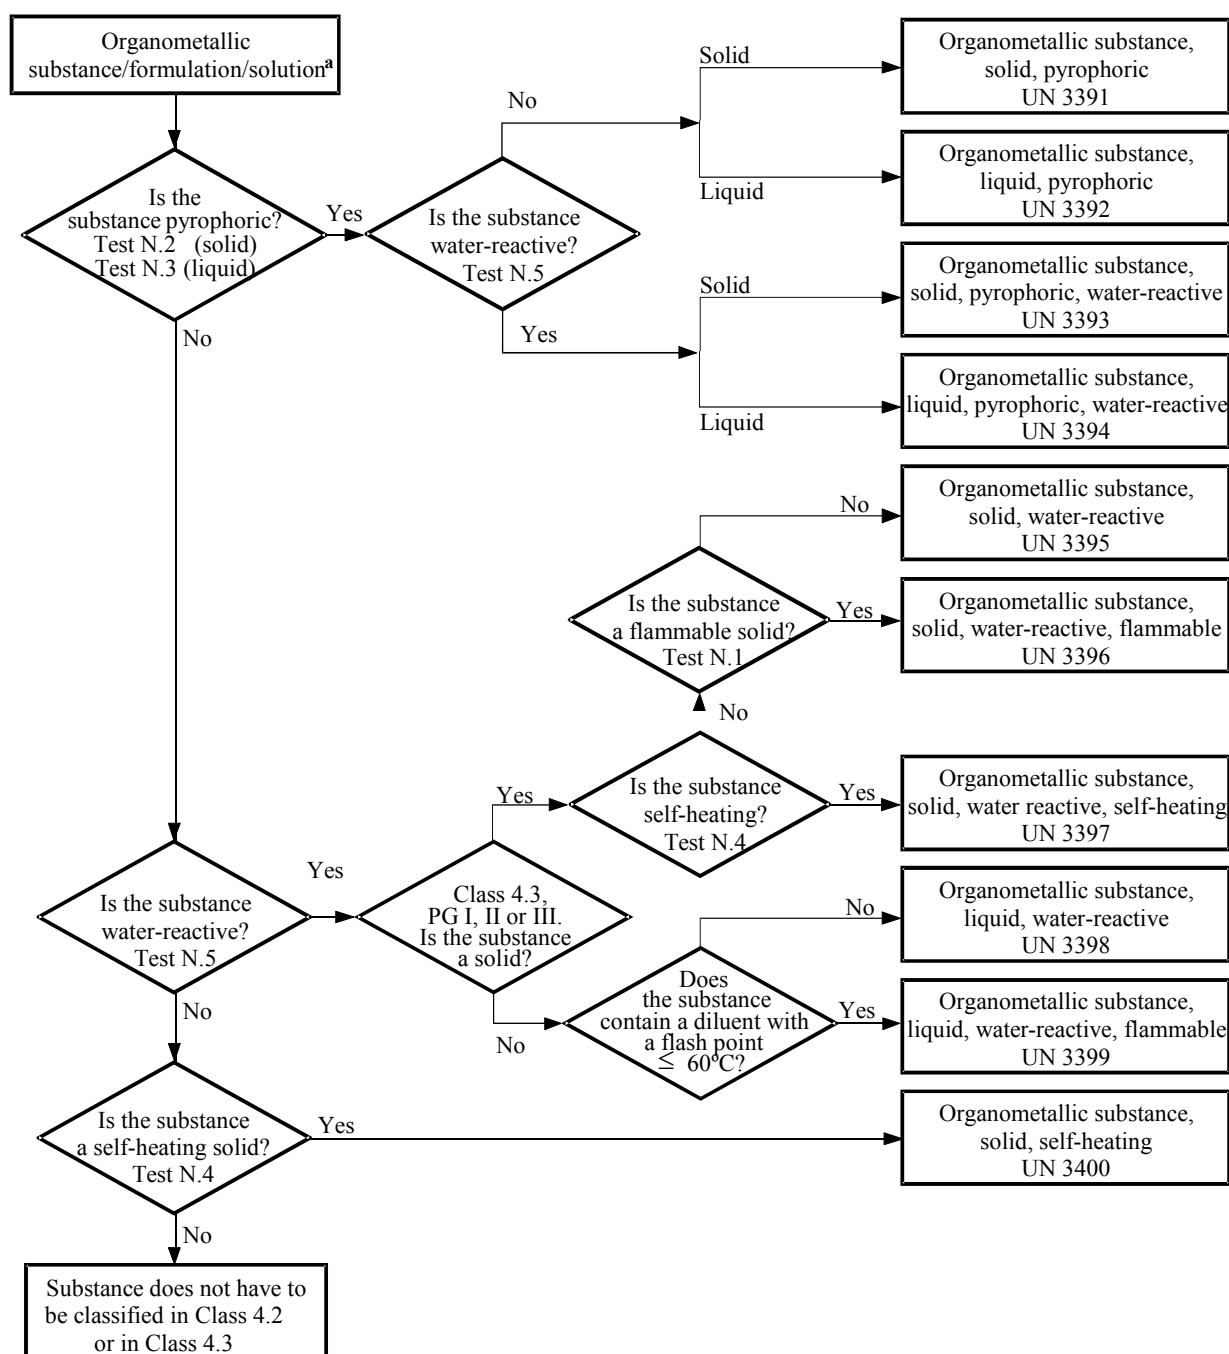 Organometallic
substance/formulation/solutionª
Is the
substance pyrophoric?
Test N.2 (solid)
Test N.3 (liquid)
Yes
No
Is the substance
water-reactive?
Test N.5
No
Yes
Solid
Liquid
Solid
Liquid
Organometallic substance,
solid, pyrophoric
UN 3391
Organometallic substance,
liquid, pyrophoric
UN 3392
Organometallic substance,
solid, pyrophoric, water-reactive
UN 3393
Organometallic substance,
liquid, pyrophoric, water-reactive
UN 3394
No
Organometallic substance,
solid, water-reactive
UN 3395
Is the substance
a flammable solid?
Test N.1
Yes
Organometallic substance,
solid, water-reactive, flammable
UN 3396
No
Is the substance
self-heating?
Test N.4
Yes
Yes
Organometallic substance,
solid, water reactive, self-heating
UN 3397
Is the substance
water-reactive?
Test N.5
Yes
No
Class 4.3,
PG I, II or III.
Is the substance
a solid?
No
Does
the substance
contain a diluent with
a flash point
≤ 60ºC?
No
Yes
Organometallic substance,
liquid, water-reactive
UN 3398
Organometallic substance,
liquid, water-reactive, flammable
UN 3399
Is the substance
a self-heating solid?
Test N.4
Yes
No
Organometallic substance,
solid, self-heating
UN 3400
Substance does not have to
be classified in Class 4.2
or in Class 4.3